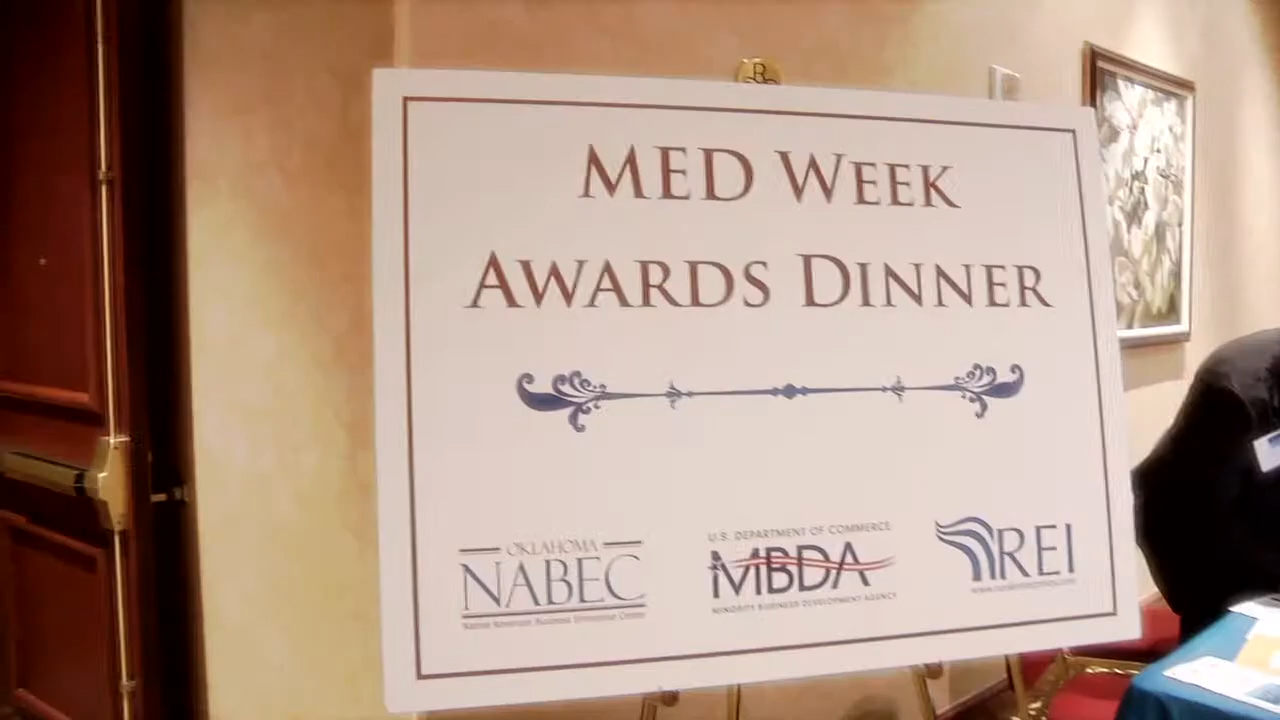 MED WEEK
AWARDS DINNER
OKLAHOMA
NABEC
U.S. DEPARTMENT OF COMMERCE
MBDA
MINORITY BUSINESS DEVELOPMENT AGENCY
REI